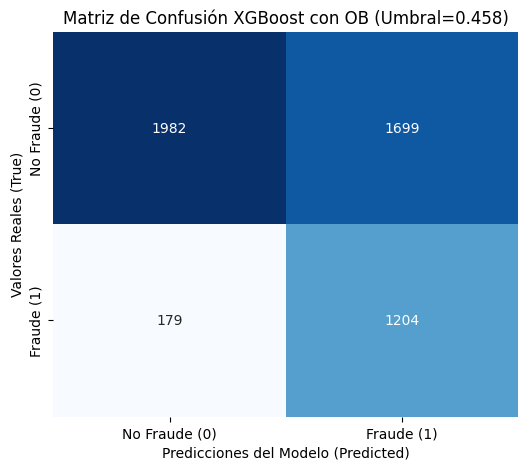 Matriz de Confusión XGBoost con OB (Umbral=0.458)
Valores Reales (True)
No Fraude (0)
1982
1699
Fraude (1)
179
1204
No Fraude (0)
Fraude (1)
Predicciones del Modelo (Predicted)